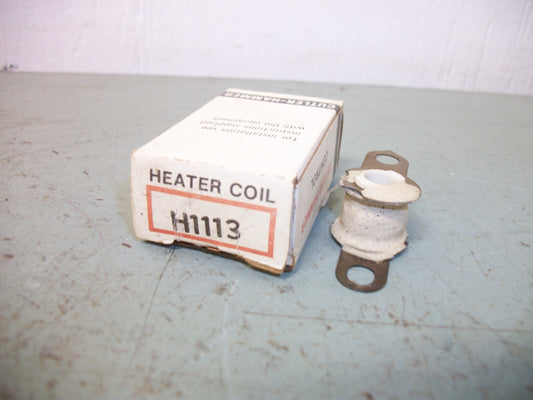 CUTLER-HAMMER
For installation see
instructions supplied
with the equipment
HEATER COIL
H1113